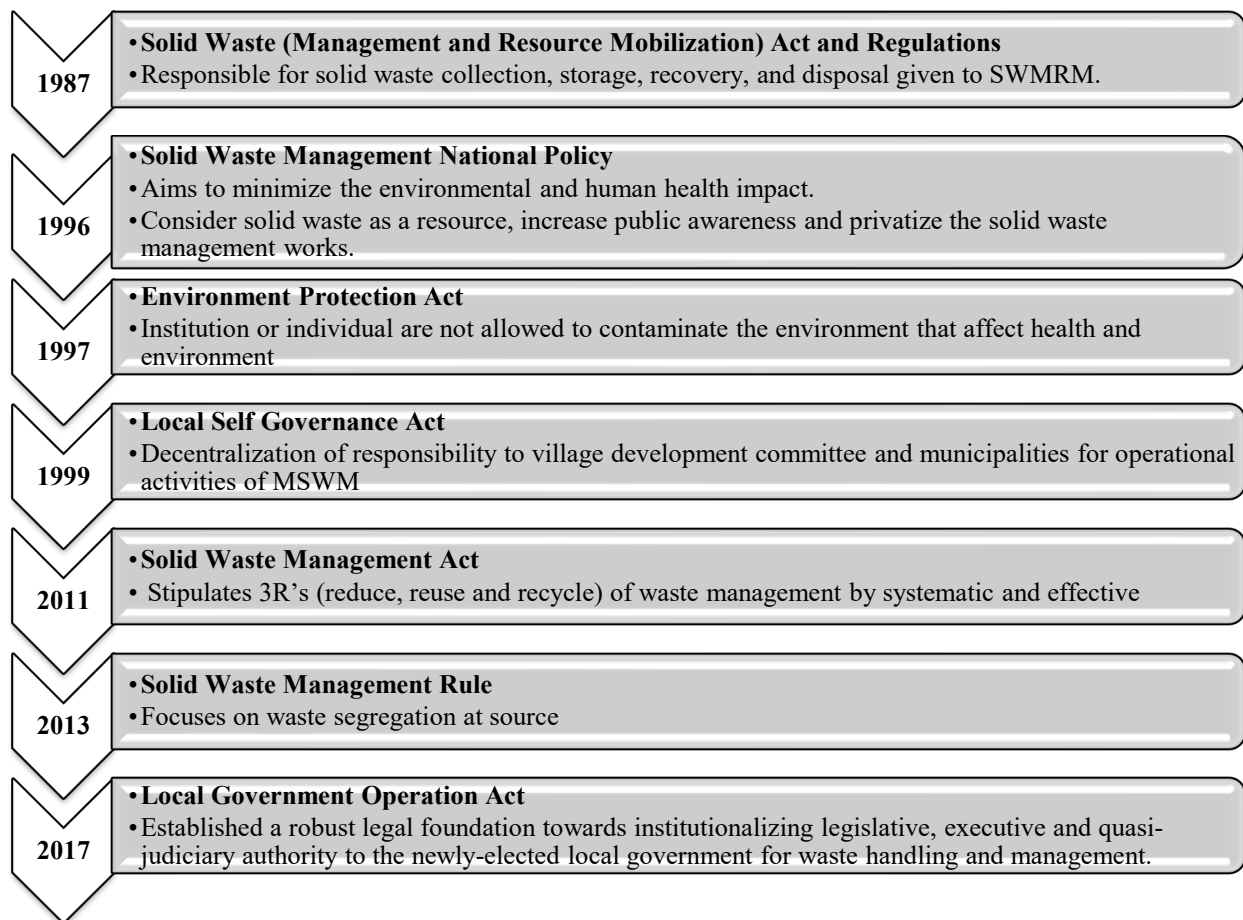 1987
•Solid Waste (Management and Resource Mobilization) Act and Regulations
•Responsible for solid waste collection, storage, recovery, and disposal given to SWMRM.
1996
•Solid Waste Management National Policy
•Aims to minimize the environmental and human health impact.
•Consider solid waste as a resource, increase public awareness and privatize the solid waste
management works.
1997
•Environment Protection Act
•Institution or individual are not allowed to contaminate the environment that affect health and
environment
1999
•Local Self Governance Act
•Decentralization of responsibility to village development committee and municipalities for operational
activities of MSWM
2011
•Solid Waste Management Act
• Stipulates 3R’s (reduce, reuse and recycle) of waste management by systematic and effective
2013
•Solid Waste Management Rule
•Focuses on waste segregation at source
2017
•Local Government Operation Act
•Established a robust legal foundation towards institutionalizing legislative, executive and quasi-
judiciary authority to the newly-elected local government for waste handling and management.